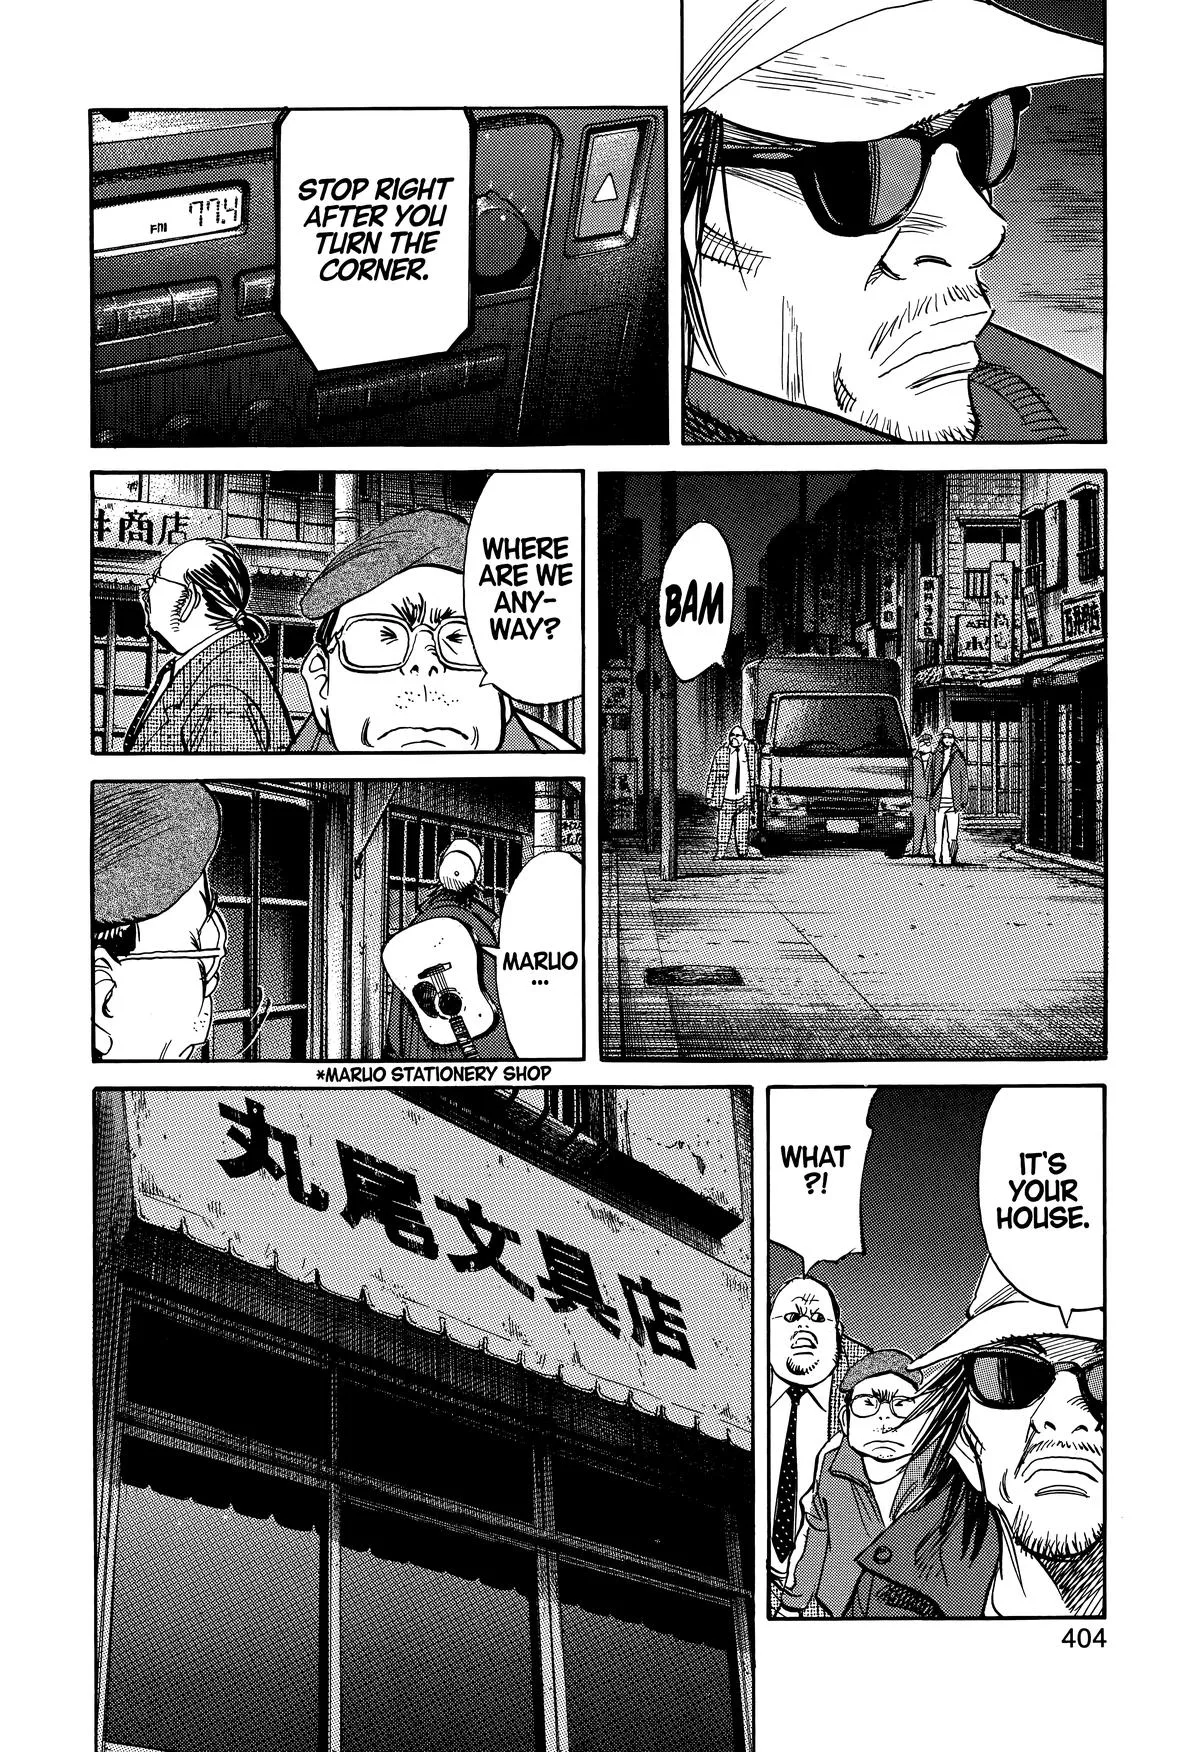 STOP RIGHT
AFTER YOU
TURN THE
CORNER.
FM 77.4
井商店
WHERE
ARE WE
ANY-
WAY?
BAM
MARUO
...
*MARUO STATIONERY SHOP
丸尾文具店
WHAT
?!
IT'S
YOUR
HOUSE.
404